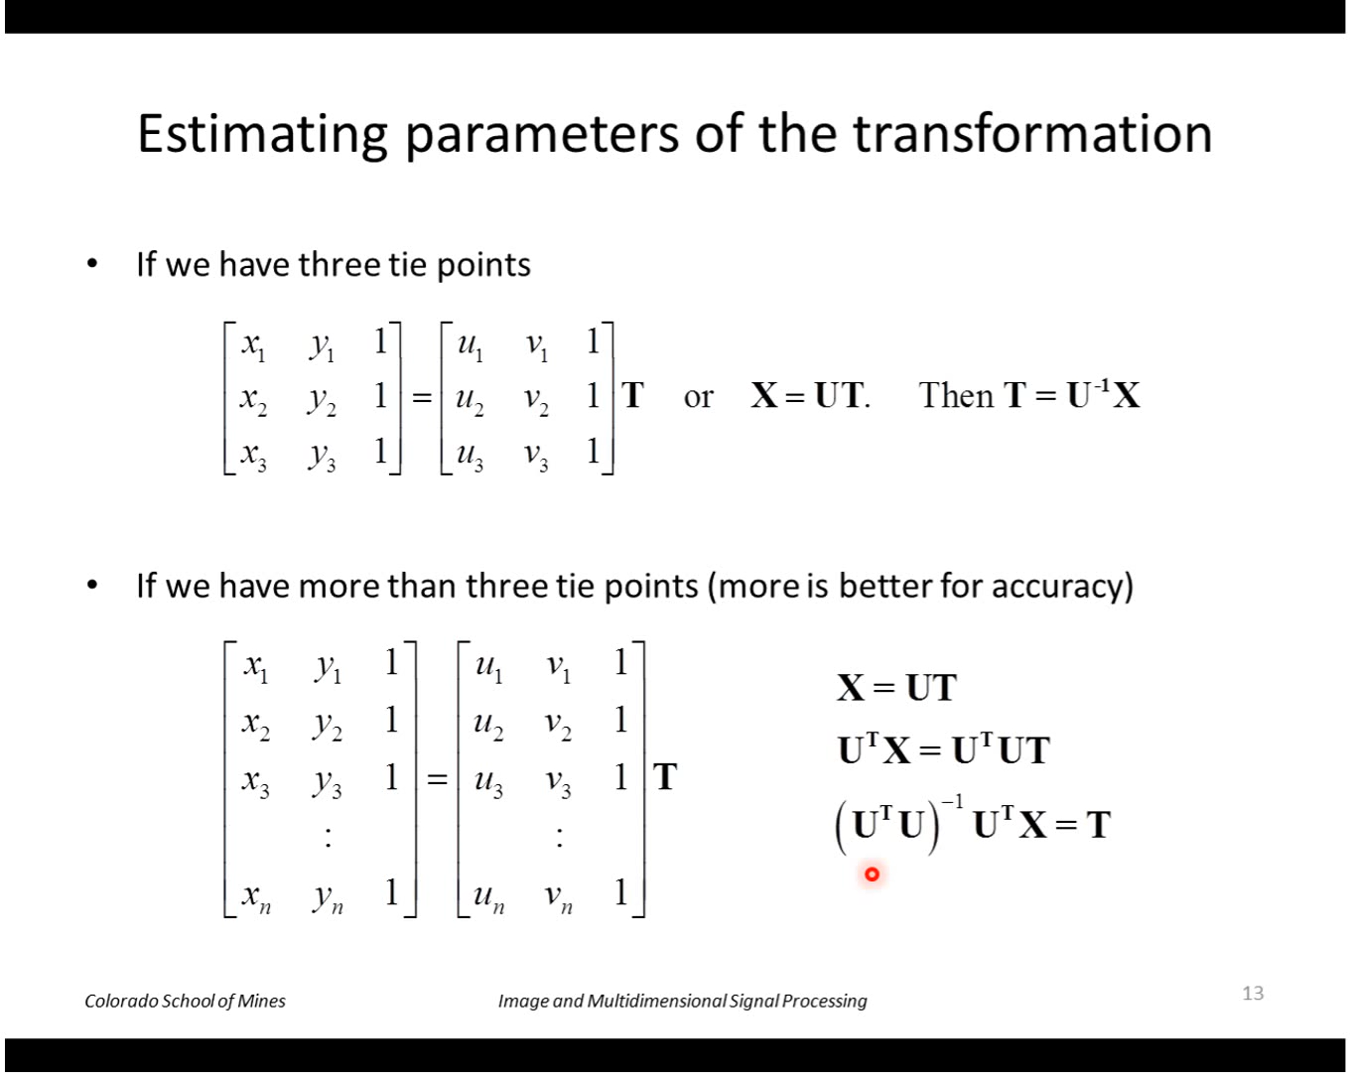 Estimating parameters of the transformation
• If we have three tie points
[x₁ y₁ 1] [u₁ v₁ 1]
[x₂ y₂ 1] = [u₂ v₂ 1] T or X = UT. Then T = U⁻¹X
[x₃ y₃ 1] [u₃ v₃ 1]
• If we have more than three tie points (more is better for accuracy)
[x₁ y₁ 1] [u₁ v₁ 1]
[x₂ y₂ 1] [u₂ v₂ 1]
[x₃ y₃ 1] = [u₃ v₃ 1] T
[ : ] [ : ]
[xₙ yₙ 1] [uₙ vₙ 1]
X = UT
UᵀX = UᵀUT
(UᵀU)⁻¹ UᵀX = T
Colorado School of Mines
Image and Multidimensional Signal Processing
13